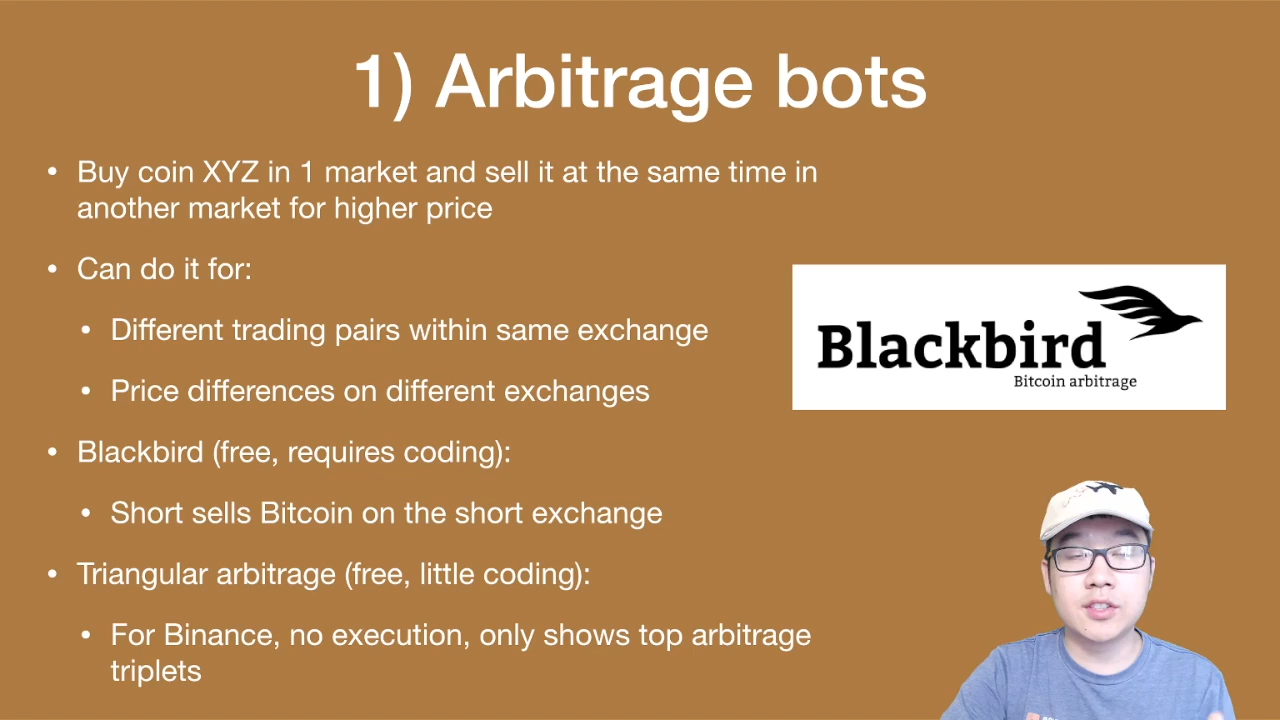 1) Arbitrage bots
• Buy coin XYZ in 1 market and sell it at the same time in
another market for higher price
• Can do it for:
• Different trading pairs within same exchange
• Price differences on different exchanges
• Blackbird (free, requires coding):
• Short sells Bitcoin on the short exchange
• Triangular arbitrage (free, little coding):
• For Binance, no execution, only shows top arbitrage
triplets
Blackbird
Bitcoin arbitrage